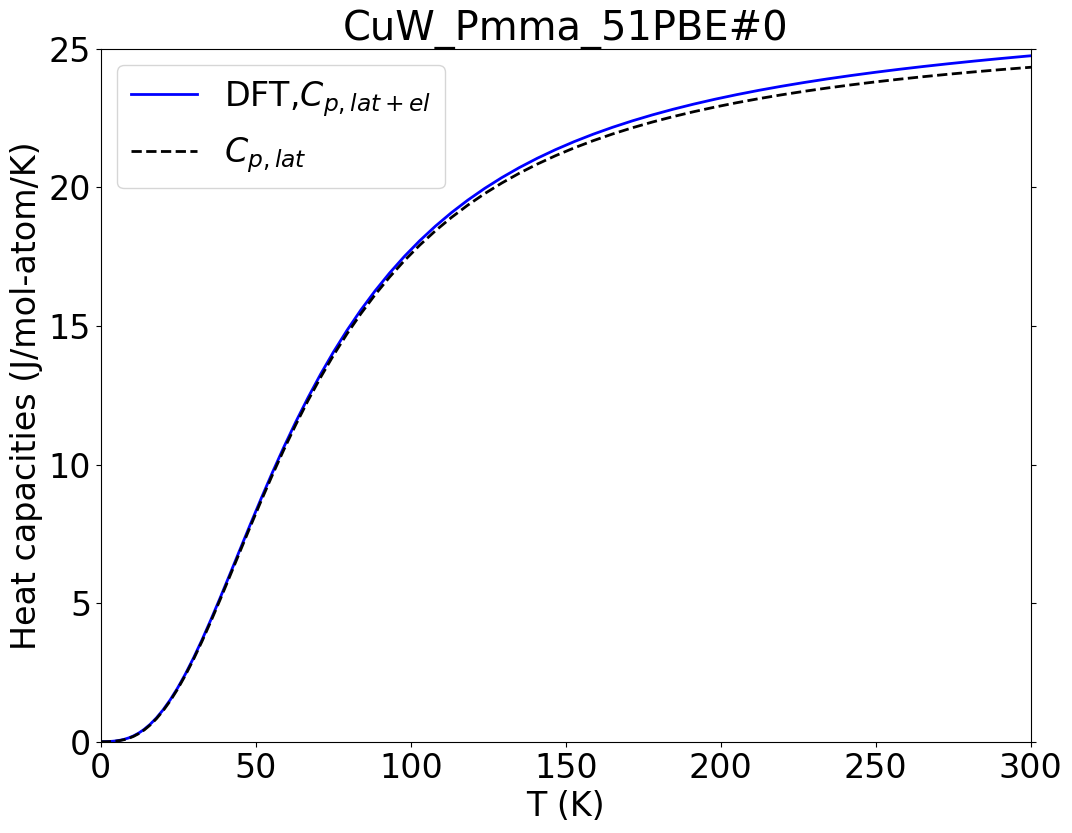 CuW_Pmma_51PBE#0
25
20
15
10
5
0
Heat capacities (J/mol-atom/K)
DFT,Cp, lat + el
Cp, lat
0 50 100 150 200 250 300
T (K)